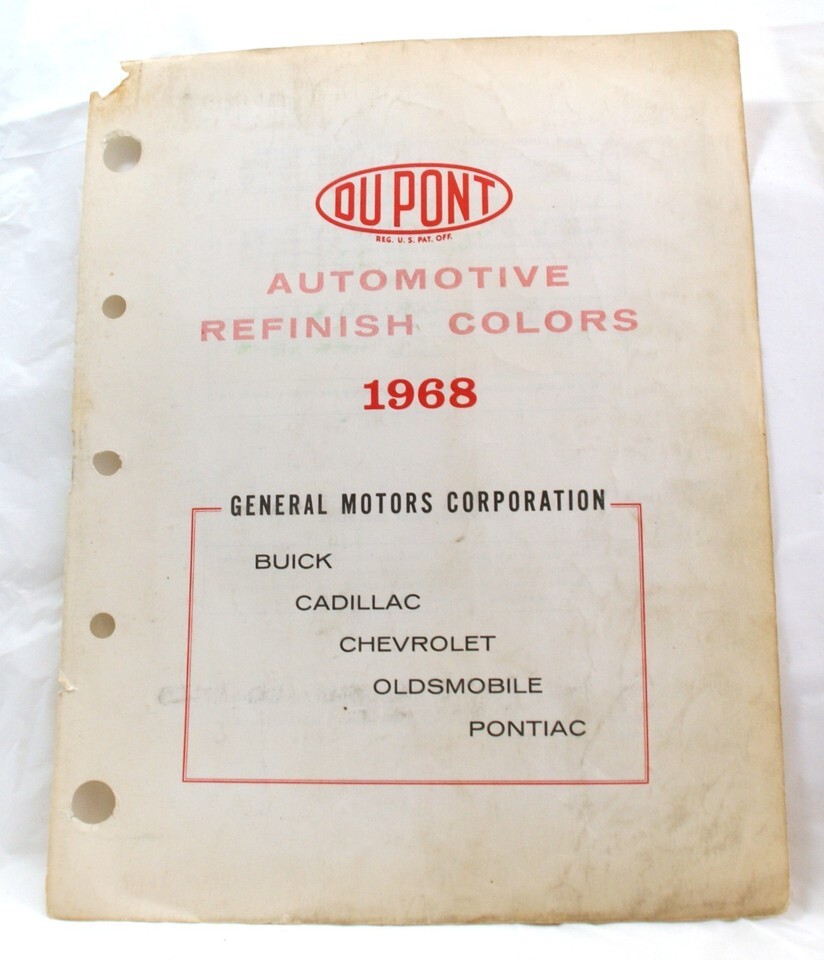 DU PONT
REG. U. S. PAT. OFF.
AUTOMOTIVE
REFINISH COLORS
1968
GENERAL MOTORS CORPORATION
BUICK
CADILLAC
CHEVROLET
OLDSMOBILE
PONTIAC